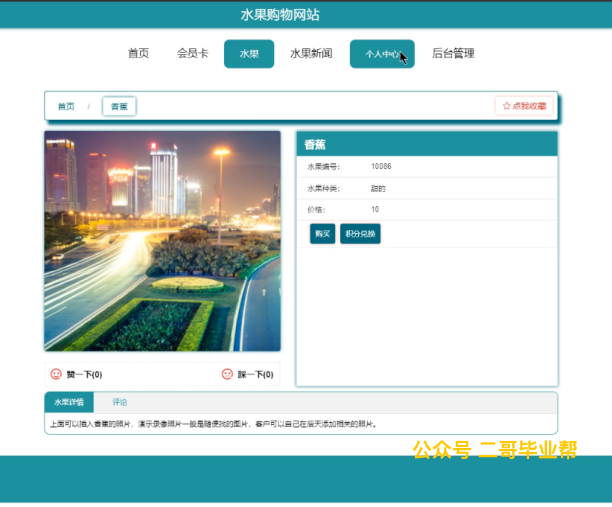 水果购物网站
首页 会员卡 水果 水果新闻 个人中心 后台管理
首页 / 香蕉 ☆ 点我收藏
香蕉
水果编号： 10086
水果种类： 甜的
价格： 10
购买 积分兑换
赞一下(0) 踩一下(0)
水果详情 评论
上面可以插入香蕉的照片，演示录像照片一般是随便找的图片，客户可以自己在后天添加相关的照片。
公众号 二哥毕业帮